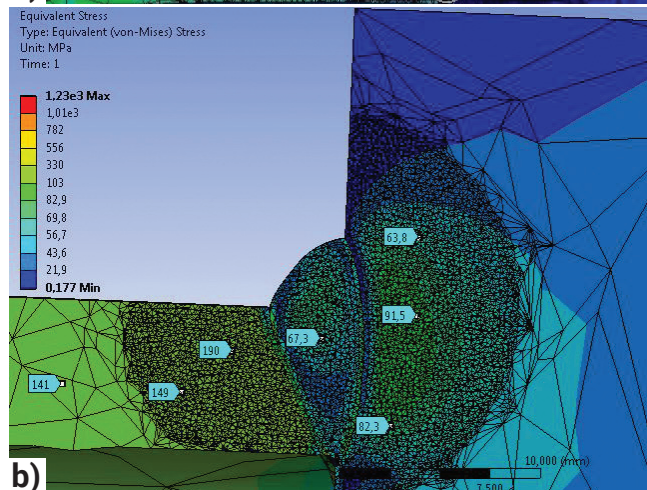 Equivalent Stress
Type: Equivalent (von-Mises) Stress
Unit: MPa
Time: 1
1,23e3 Max
1,01e3
782
556
330
103
82,9
69,8
56,7
43,6
21,9
0,177 Min
63,8
91,5
67,3
190
141
149
82,3
10,000 (mm)
7,500
b)